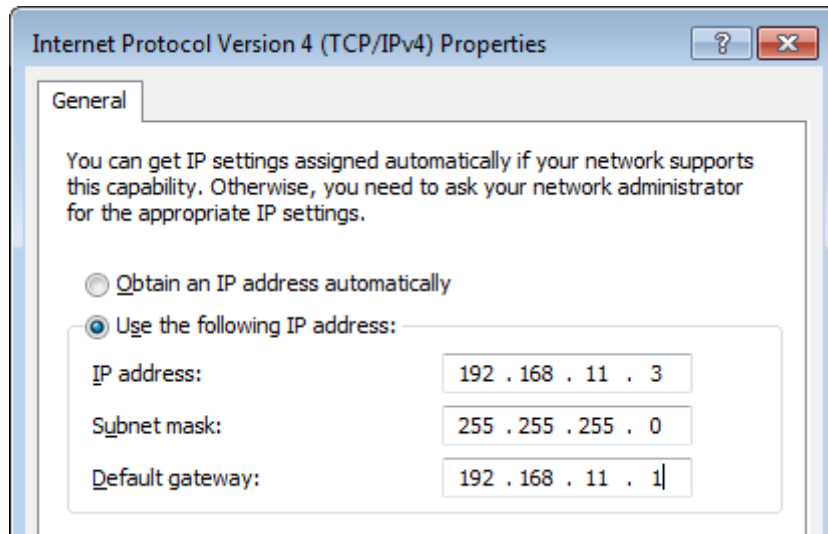 Internet Protocol Version 4 (TCP/IPv4) Properties
General
You can get IP settings assigned automatically if your network supports
this capability. Otherwise, you need to ask your network administrator
for the appropriate IP settings.
Obtain an IP address automatically
Use the following IP address:
IP address: 192 . 168 . 11 . 3
Subnet mask: 255 . 255 . 255 . 0
Default gateway: 192 . 168 . 11 . 1